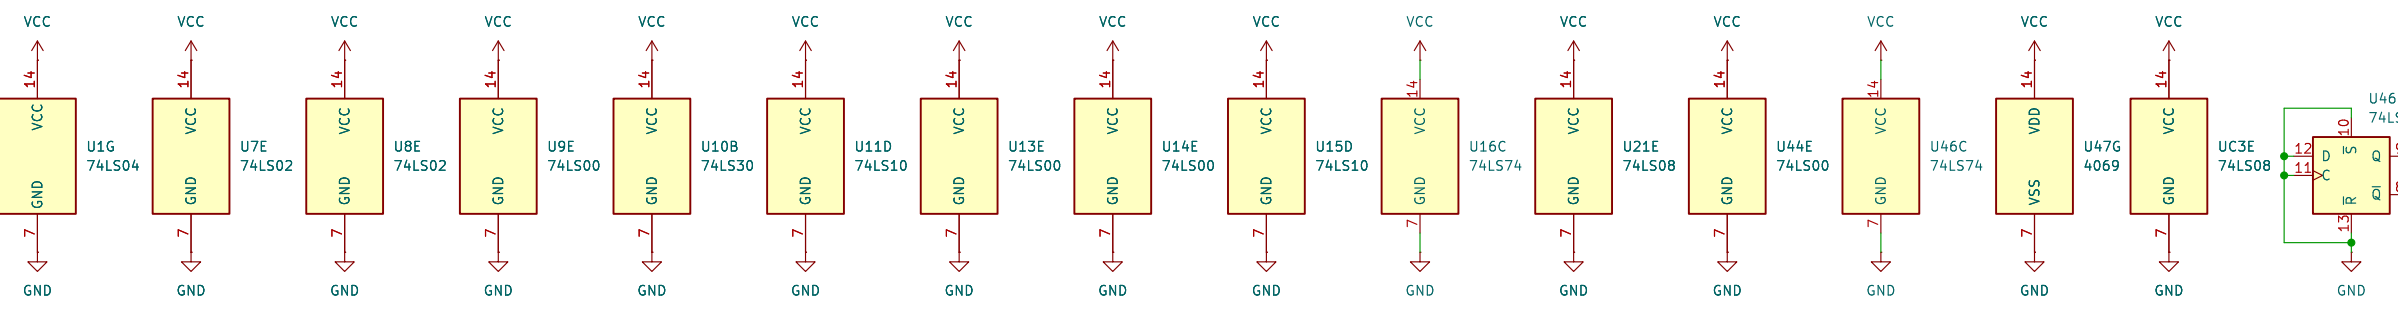 VCC VCC VCC VCC VCC VCC VCC VCC VCC VCC VCC VCC VCC VCC VCC
14 14 14 14 14 14 14 14 14 14 14 14 14 14 14
VCC VCC VCC VCC VCC VCC VCC VCC VCC VCC VCC VCC VCC VDD VCC
U1G U7E U8E U9E U10B U11D U13E U14E U15D U16C U21E U44E U46C U47G UC3E
74LS04 74LS02 74LS02 74LS00 74LS30 74LS10 74LS00 74LS00 74LS10 74LS74 74LS08 74LS00 74LS74 4069 74LS08
GND GND GND GND GND GND GND GND GND GND GND GND GND VSS GND
7 7 7 7 7 7 7 7 7 7 7 7 7 7 7
GND GND GND GND GND GND GND GND GND GND GND GND GND GND GND
U46
10
S
12 D Q
11 C
Q
R
13
GND